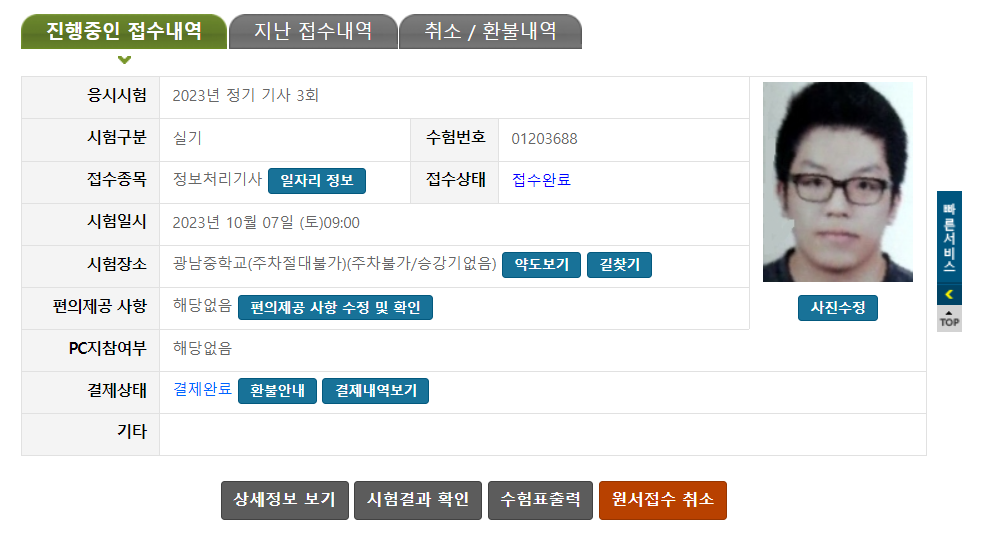 진행중인 접수내역 지난 접수내역 취소 / 환불내역
응시시험 2023년 정기 기사 3회
시험구분 실기 수험번호 01203688
접수종목 정보처리기사 일자리 정보 접수상태 접수완료
시험일시 2023년 10월 07일 (토)09:00
시험장소 광남중학교(주차절대불가)(주차불가/승강기없음) 약도보기 길찾기
편의제공 사항 해당없음 편의제공 사항 수정 및 확인
사진수정
PC지참여부 해당없음
결제상태 결제완료 환불안내 결제내역보기
기타
상세정보 보기 시험결과 확인 수험표출력 원서접수 취소
빠른서비스
TOP